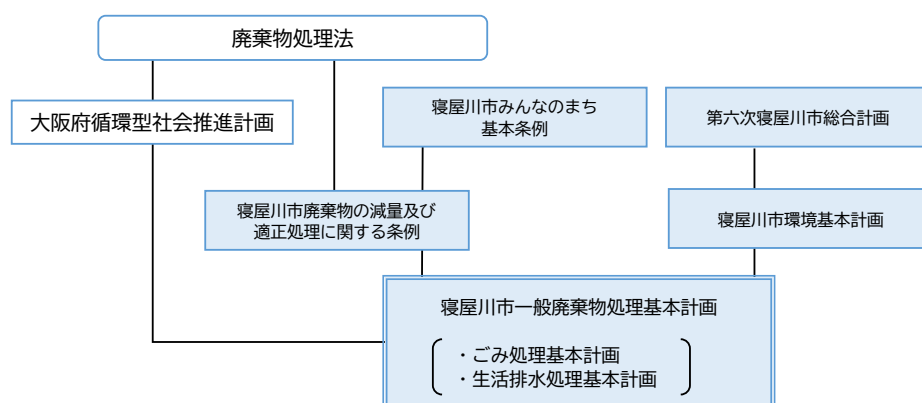 廃棄物処理法
大阪府循環型社会推進計画
寝屋川市みんなのまち
基本条例
第六次寝屋川市総合計画
寝屋川市廃棄物の減量及び
適正処理に関する条例
寝屋川市環境基本計画
寝屋川市一般廃棄物処理基本計画
・ごみ処理基本計画
・生活排水処理基本計画